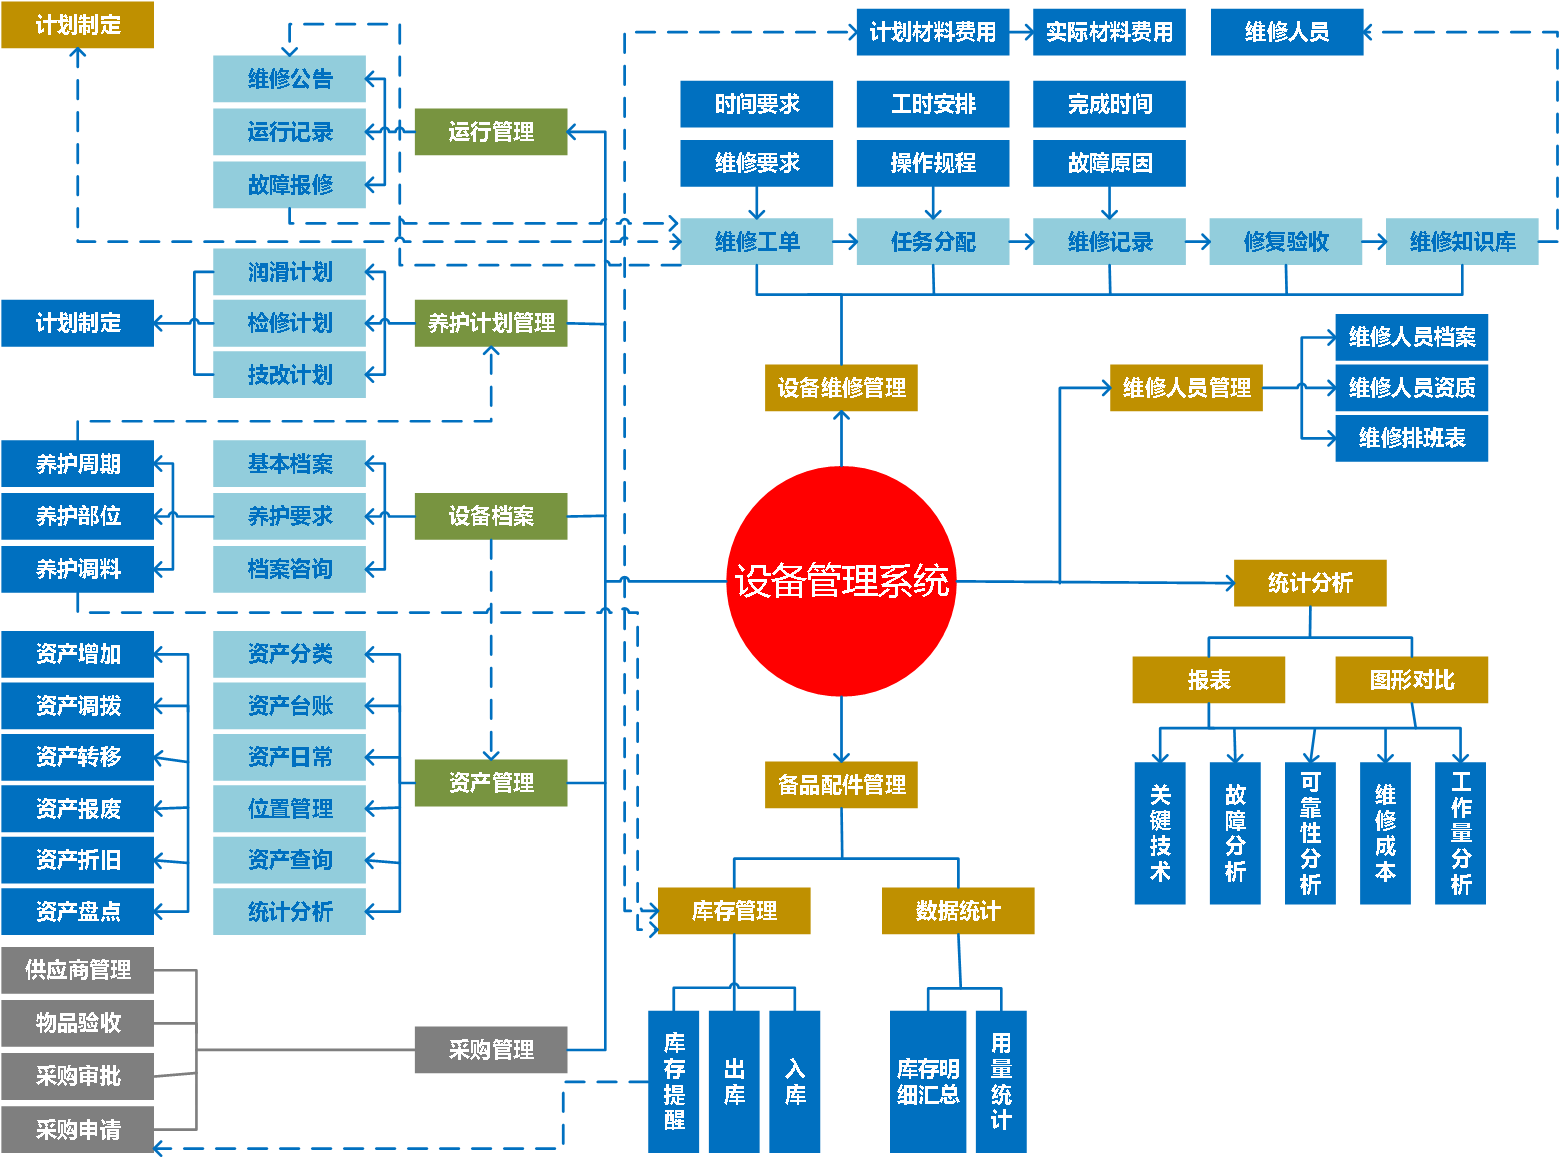 计划制定
计划材料费用
实际材料费用
维修人员
维修公告
运行记录
故障报修
运行管理
时间要求
工时安排
完成时间
维修要求
操作规程
故障原因
维修工单
任务分配
维修记录
修复验收
维修知识库
润滑计划
检修计划
技改计划
计划制定
养护计划管理
设备维修管理
维修人员管理
维修人员档案
维修人员资质
维修排班表
养护周期
养护部位
养护调料
基本档案
养护要求
档案咨询
设备档案
设备管理系统
统计分析
报表
图形对比
关键技术
故障分析
可靠性分析
维修成本
工作量分析
资产增加
资产调拨
资产转移
资产报废
资产折旧
资产盘点
资产分类
资产台账
资产日常
位置管理
资产查询
统计分析
资产管理
备品配件管理
库存管理
数据统计
库存提醒
出库
入库
库存明
细汇总
用量统计
供应商管理
物品验收
采购审批
采购申请
采购管理